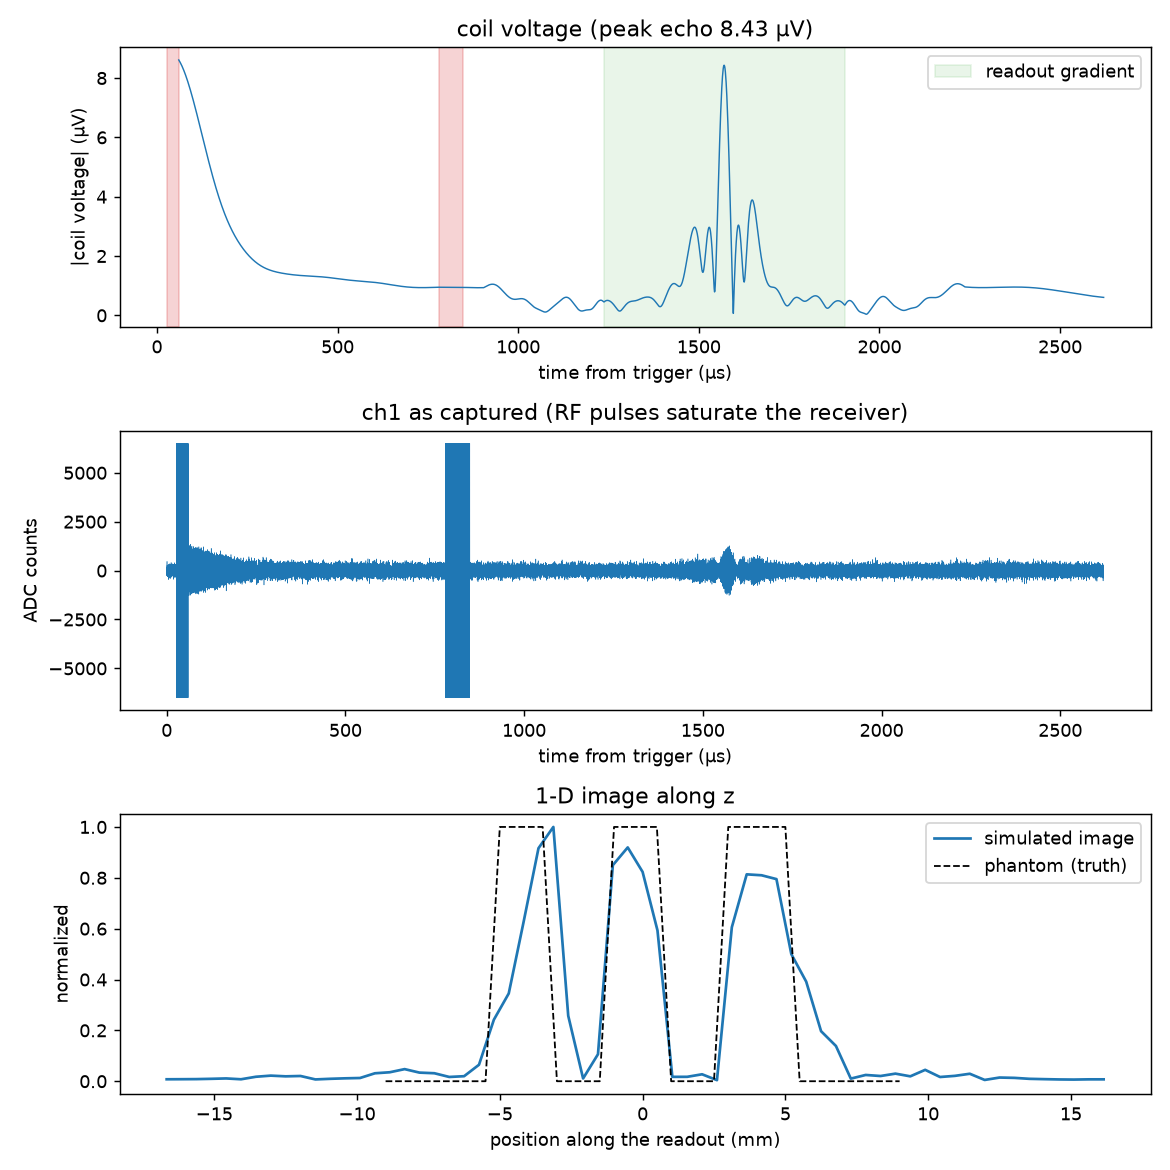 coil voltage (peak echo 8.43 µV)
|coil voltage| (µV)
8
6
4
2
0
readout gradient
0
500
1000
1500
2000
2500
time from trigger (µs)
ch1 as captured (RF pulses saturate the receiver)
ADC counts
5000
2500
0
−2500
−5000
0
500
1000
1500
2000
2500
time from trigger (µs)
1-D image along z
normalized
1.0
0.8
0.6
0.4
0.2
0.0
simulated image
phantom (truth)
−15
−10
−5
0
5
10
15
position along the readout (mm)